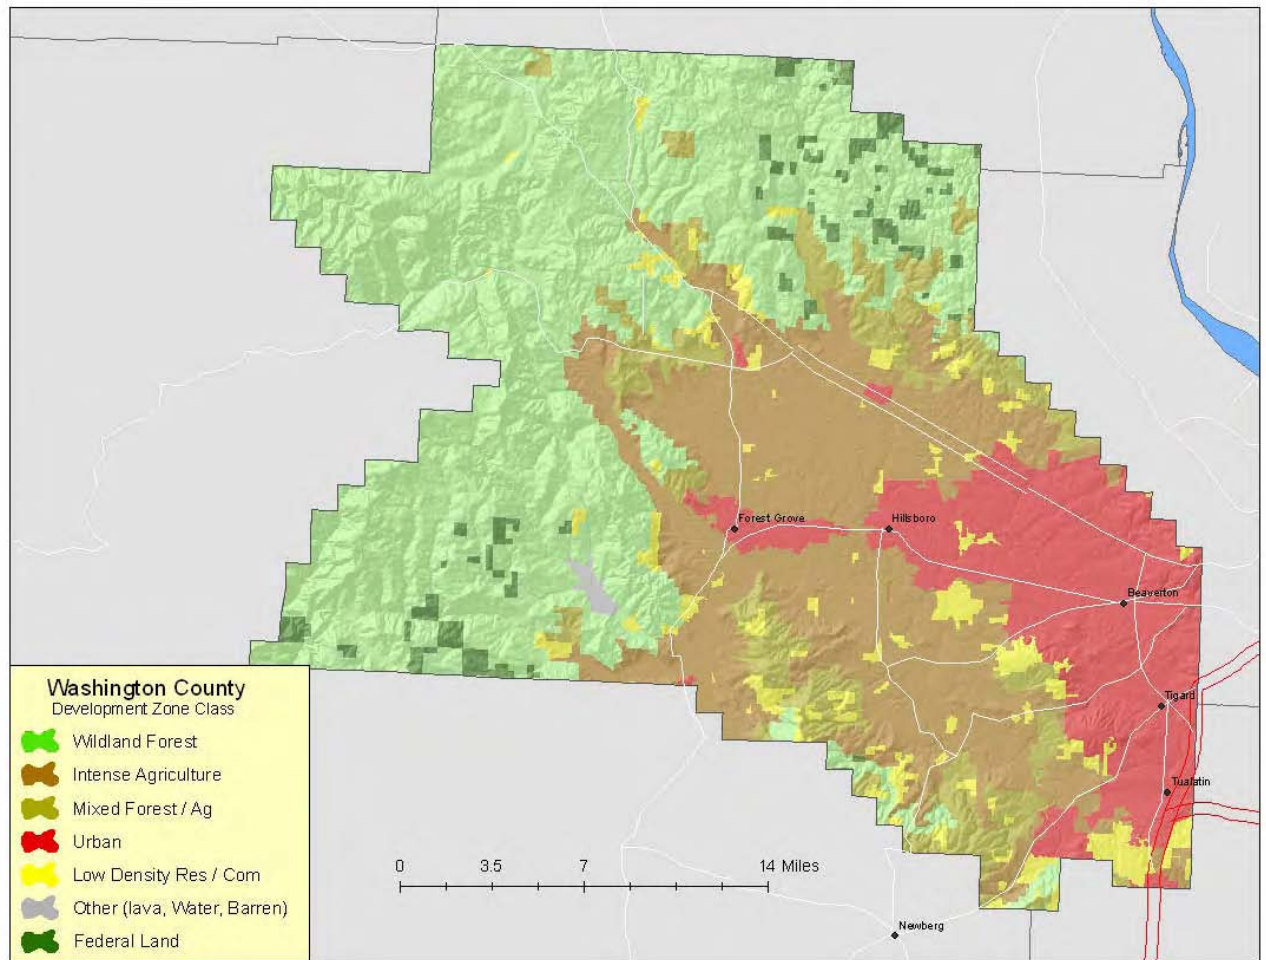 Forest Grove
Hillsboro
Beaverton
Tigard
Tualatin
Newberg
Washington County
Development Zone Class
Wildland Forest
Intense Agriculture
Mixed Forest / Ag
Urban
Low Density Res / Com
Other (lava, Water, Barren)
Federal Land
0 3.5 7 14 Miles